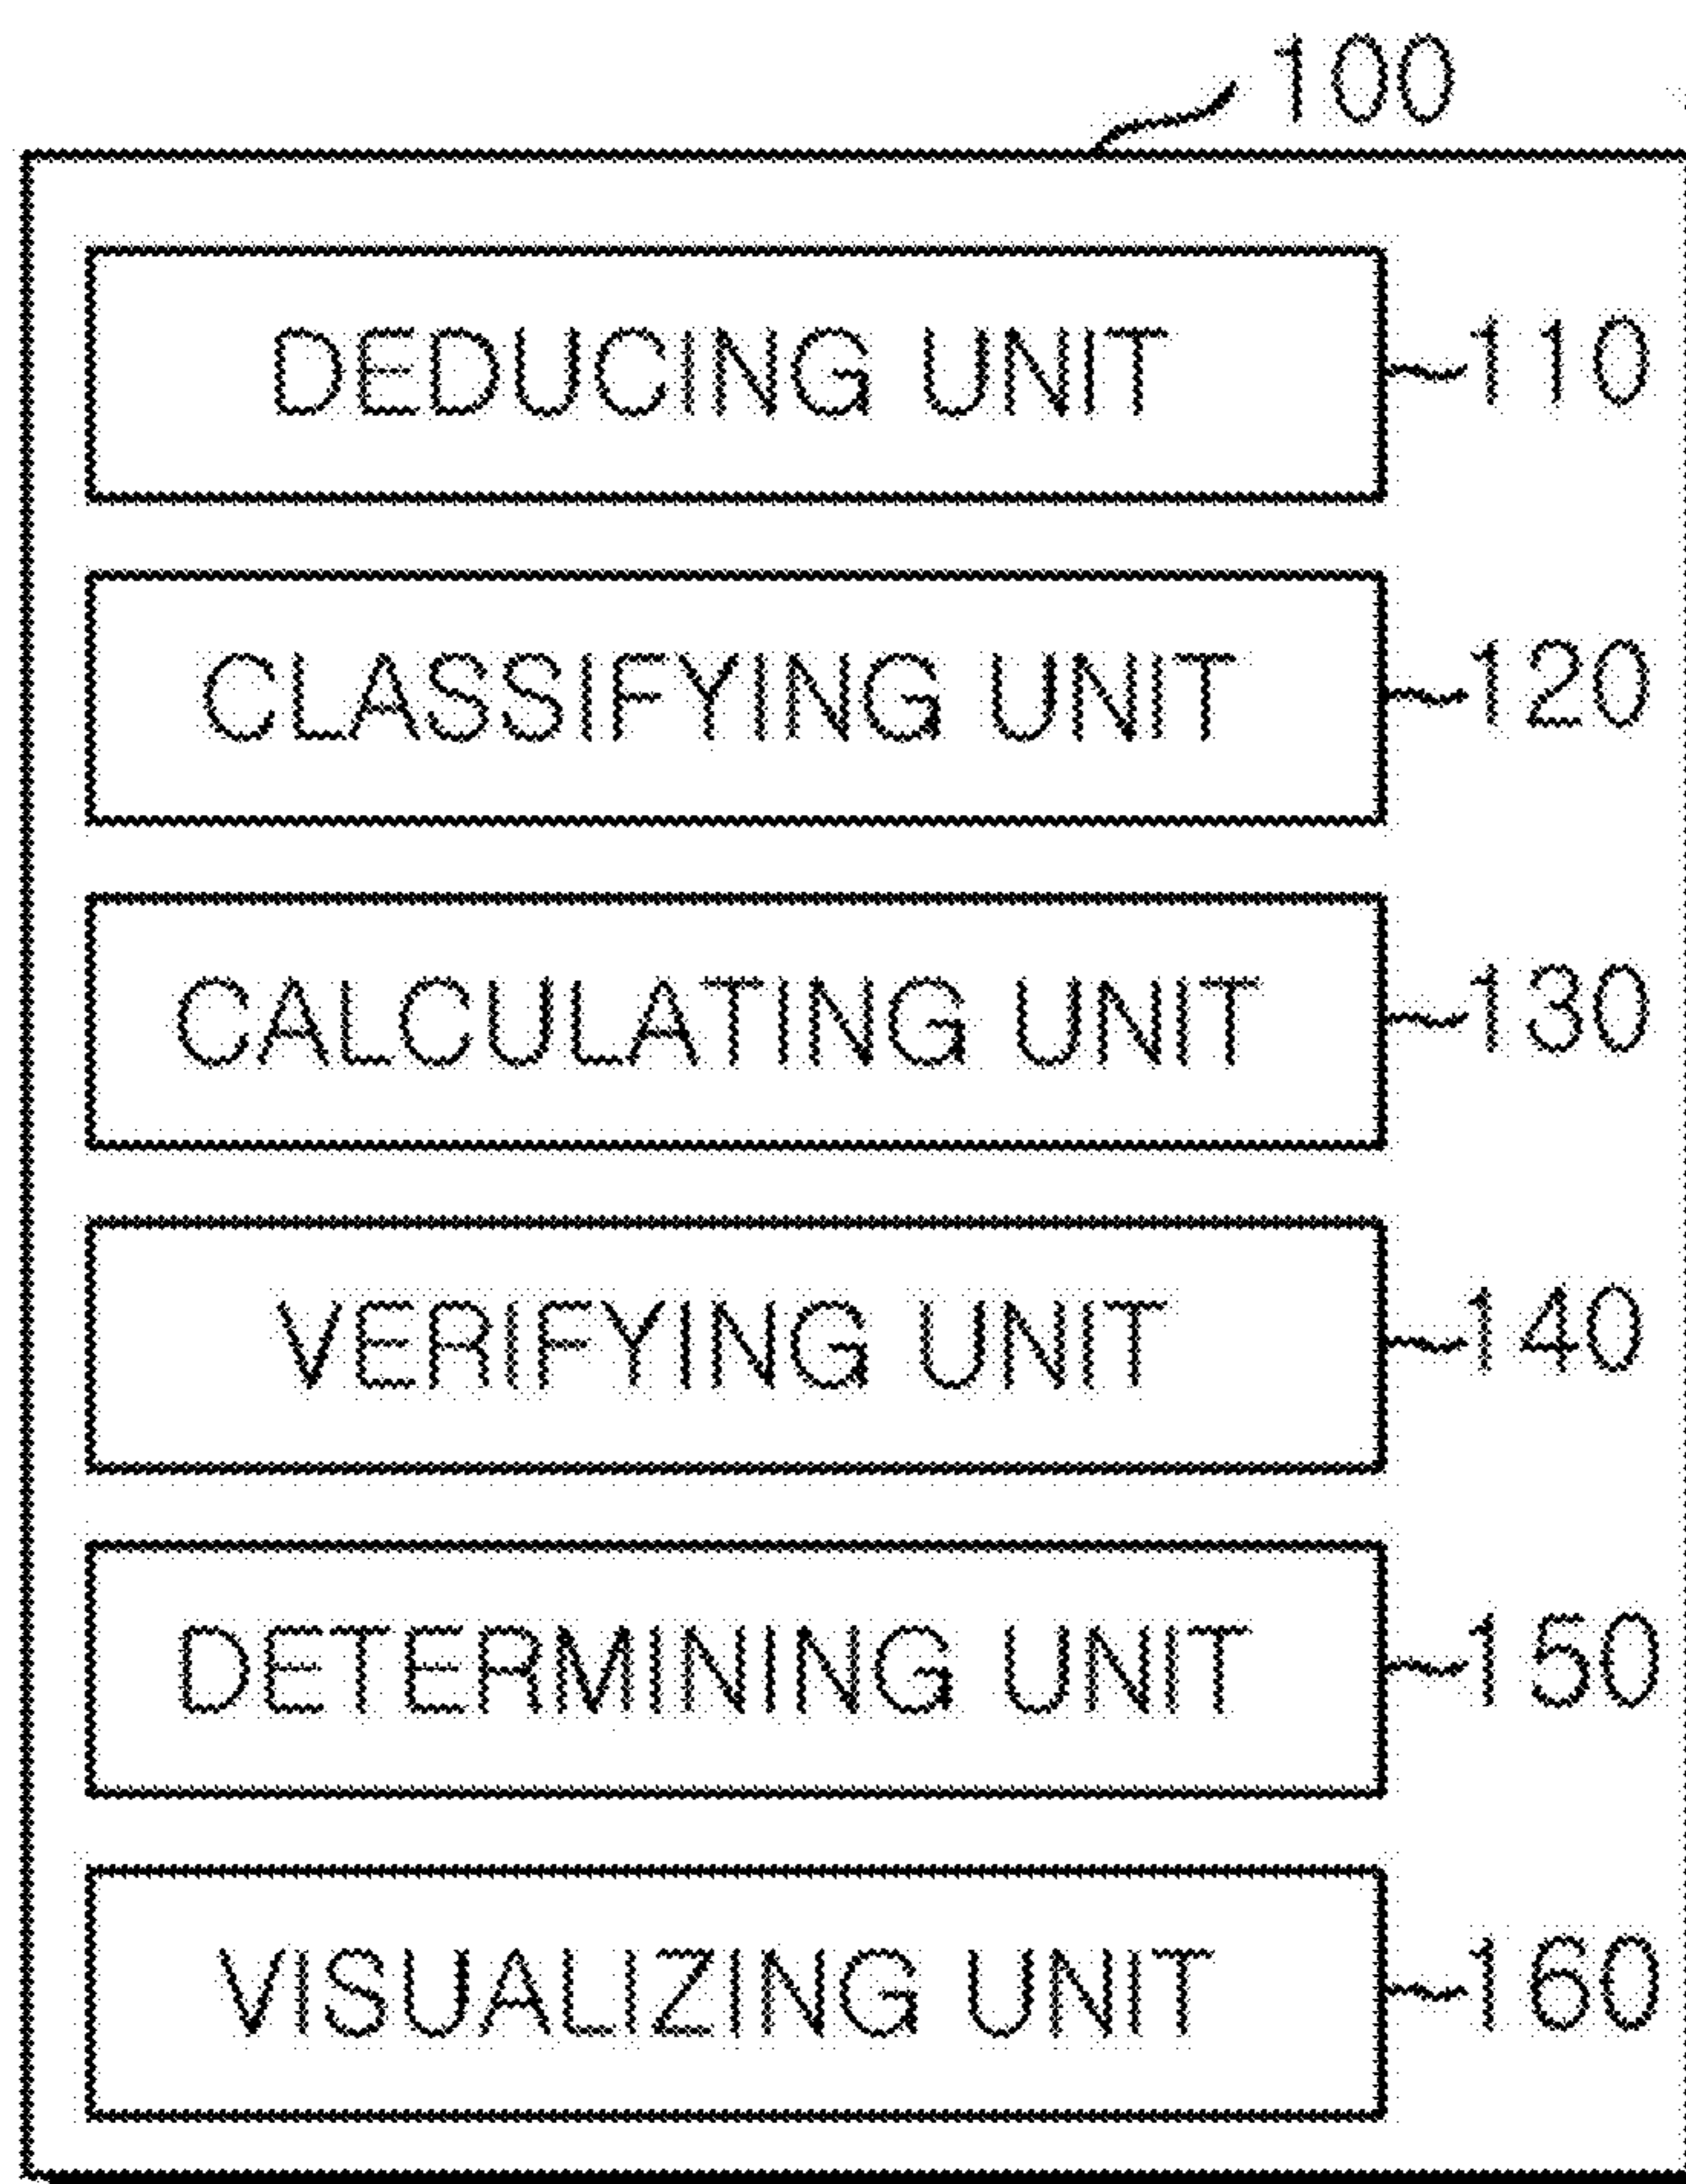 100
DEDUCING UNIT 110
CLASSIFYING UNIT 120
CALCULATING UNIT 130
VERIFYING UNIT 140
DETERMINING UNIT 150
VISUALIZING UNIT 160